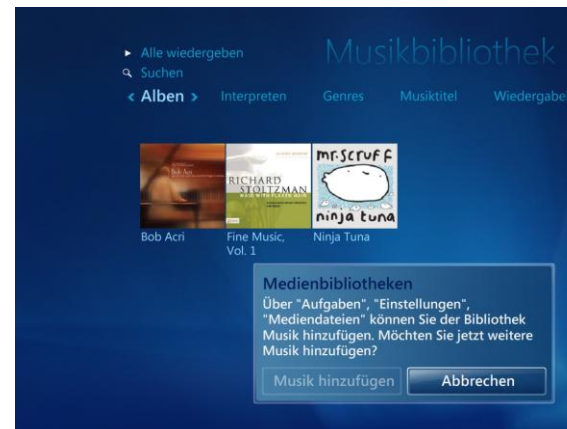 Musikbibliothek
Alle wiedergeben
Suchen
Alben Interpreten Genres Musiktitel Wiedergabe
Bob Acri
RICHARD
STOLTZMAN
mr.scruff
ninja tuna
Bob Acri Fine Music, Ninja Tuna
Vol. 1
Medienbibliotheken
Über "Aufgaben", "Einstellungen",
"Mediendateien" können Sie der Bibliothek
Musik hinzufügen. Möchten Sie jetzt weitere
Musik hinzufügen?
Musik hinzufügen Abbrechen